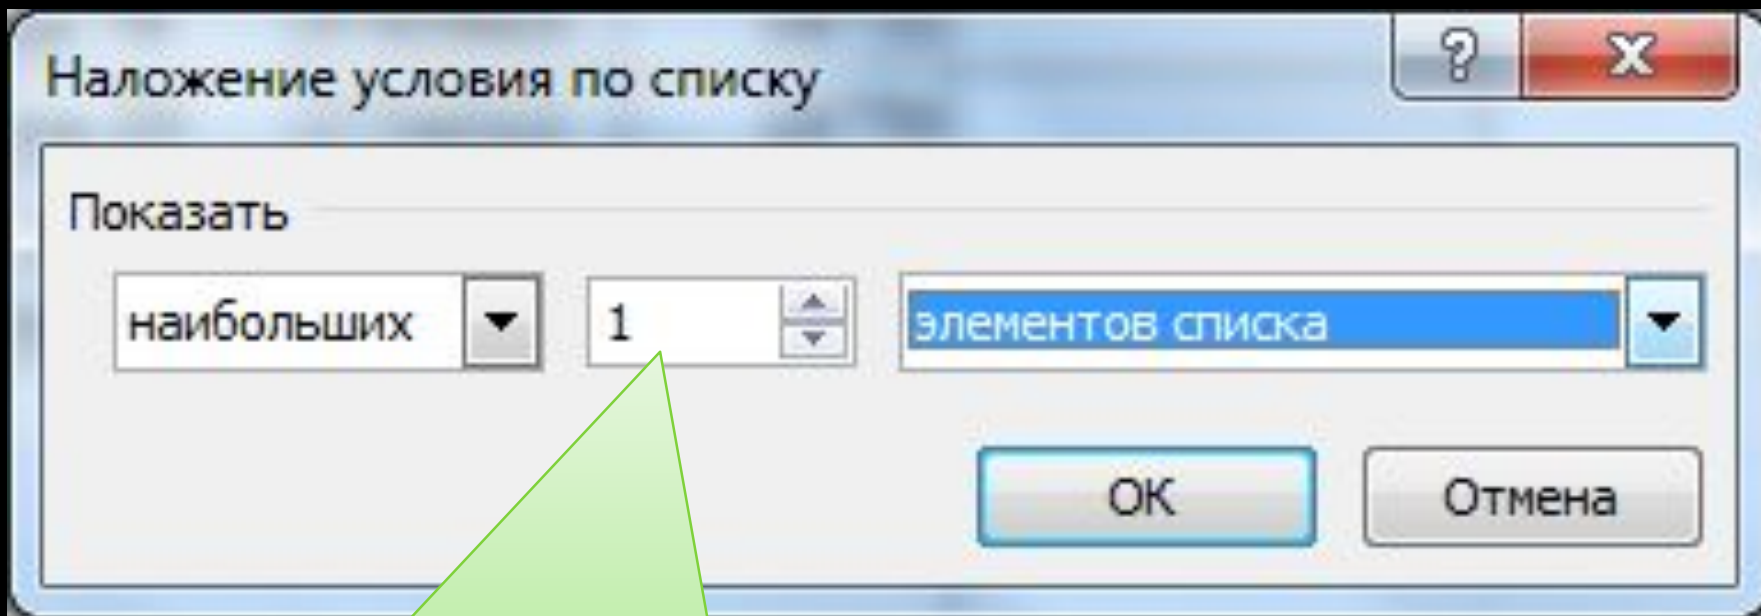 Наложение условия по списку
Показать
наибольших 1 элементов списка
ОК Отмена